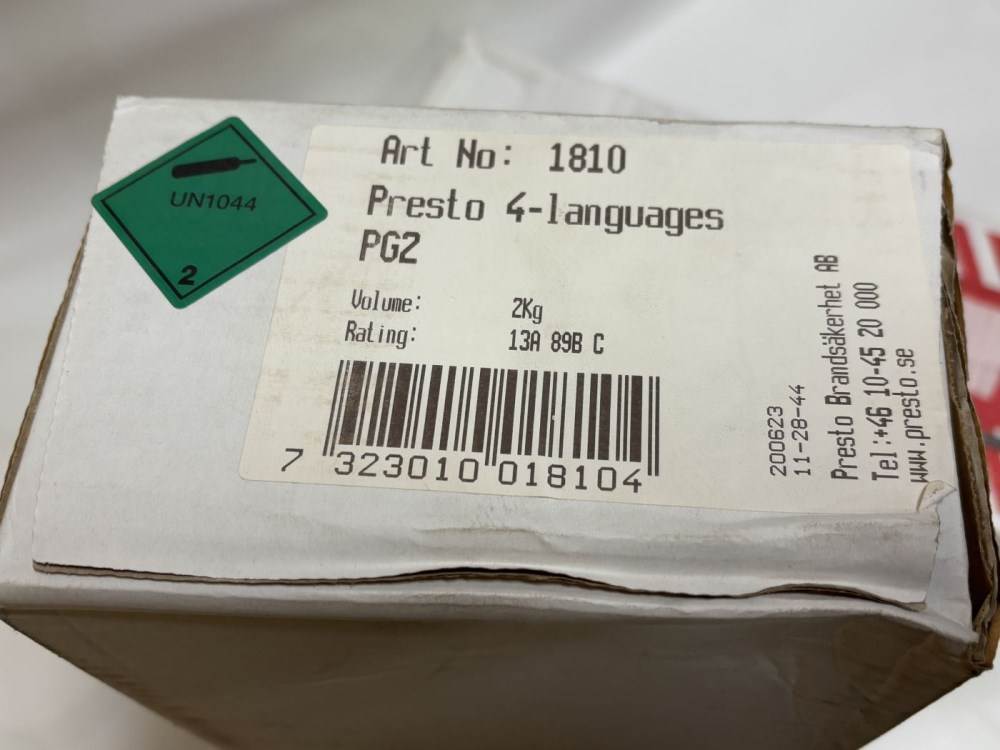 UN1044
2
Art No: 1810
Presto 4-languages
PG2
Volume: 2Kg
Rating: 13A 89B C
7 323010 018104
200623
11-28-44
Presto Brandsäkerhet AB
Tel:+46 10-45 20 000
www.presto.se